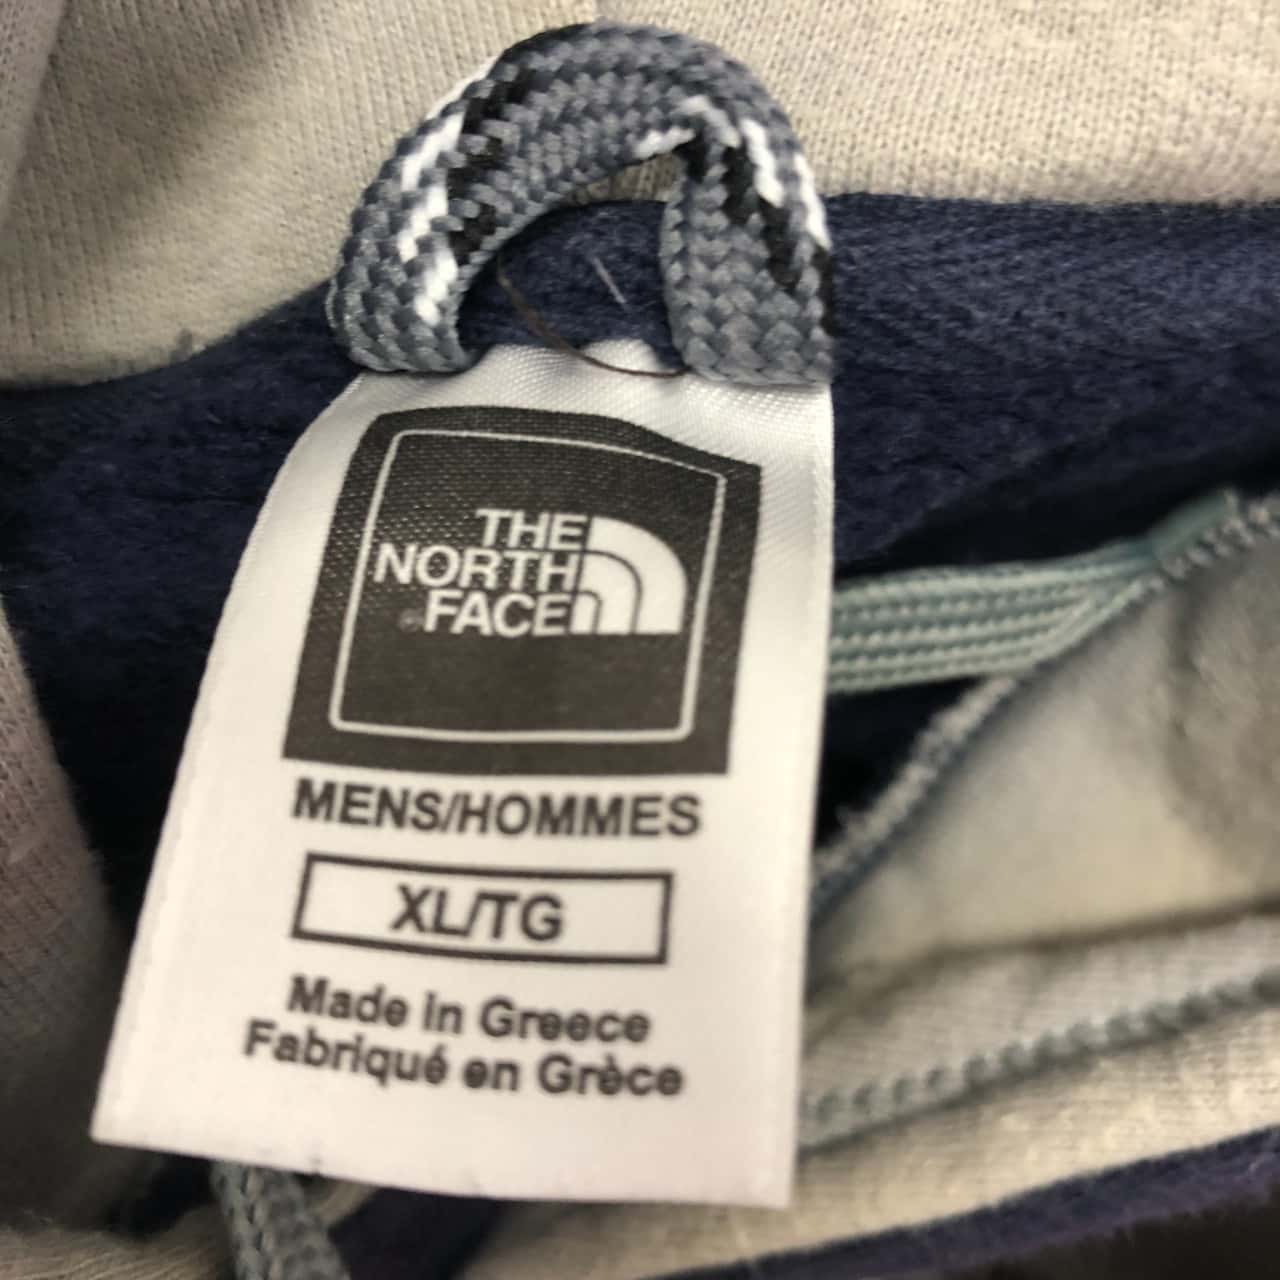 THE
NORTH
FACE
MENS/HOMMES
XL/TG
Made in Greece
Fabriqué en Grèce